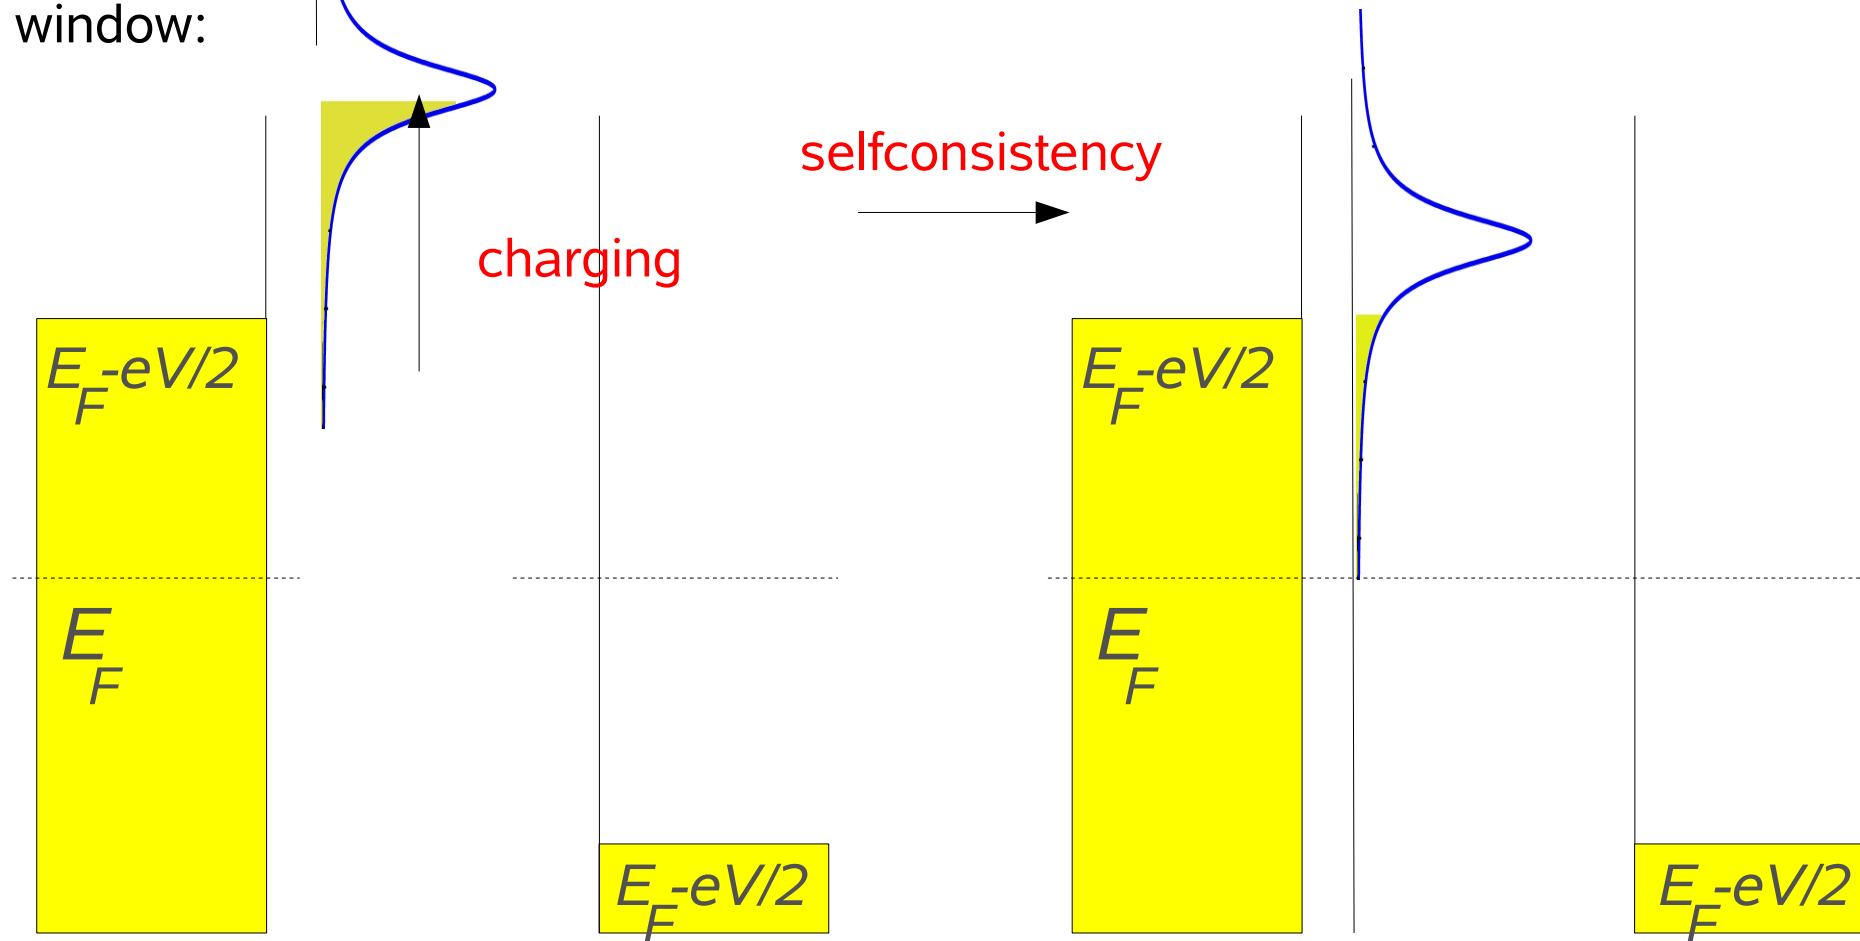 window:
selfconsistency
charging
E_F-eV/2
E_F-eV/2
E_F
E_F
E_F-eV/2
E_F-eV/2